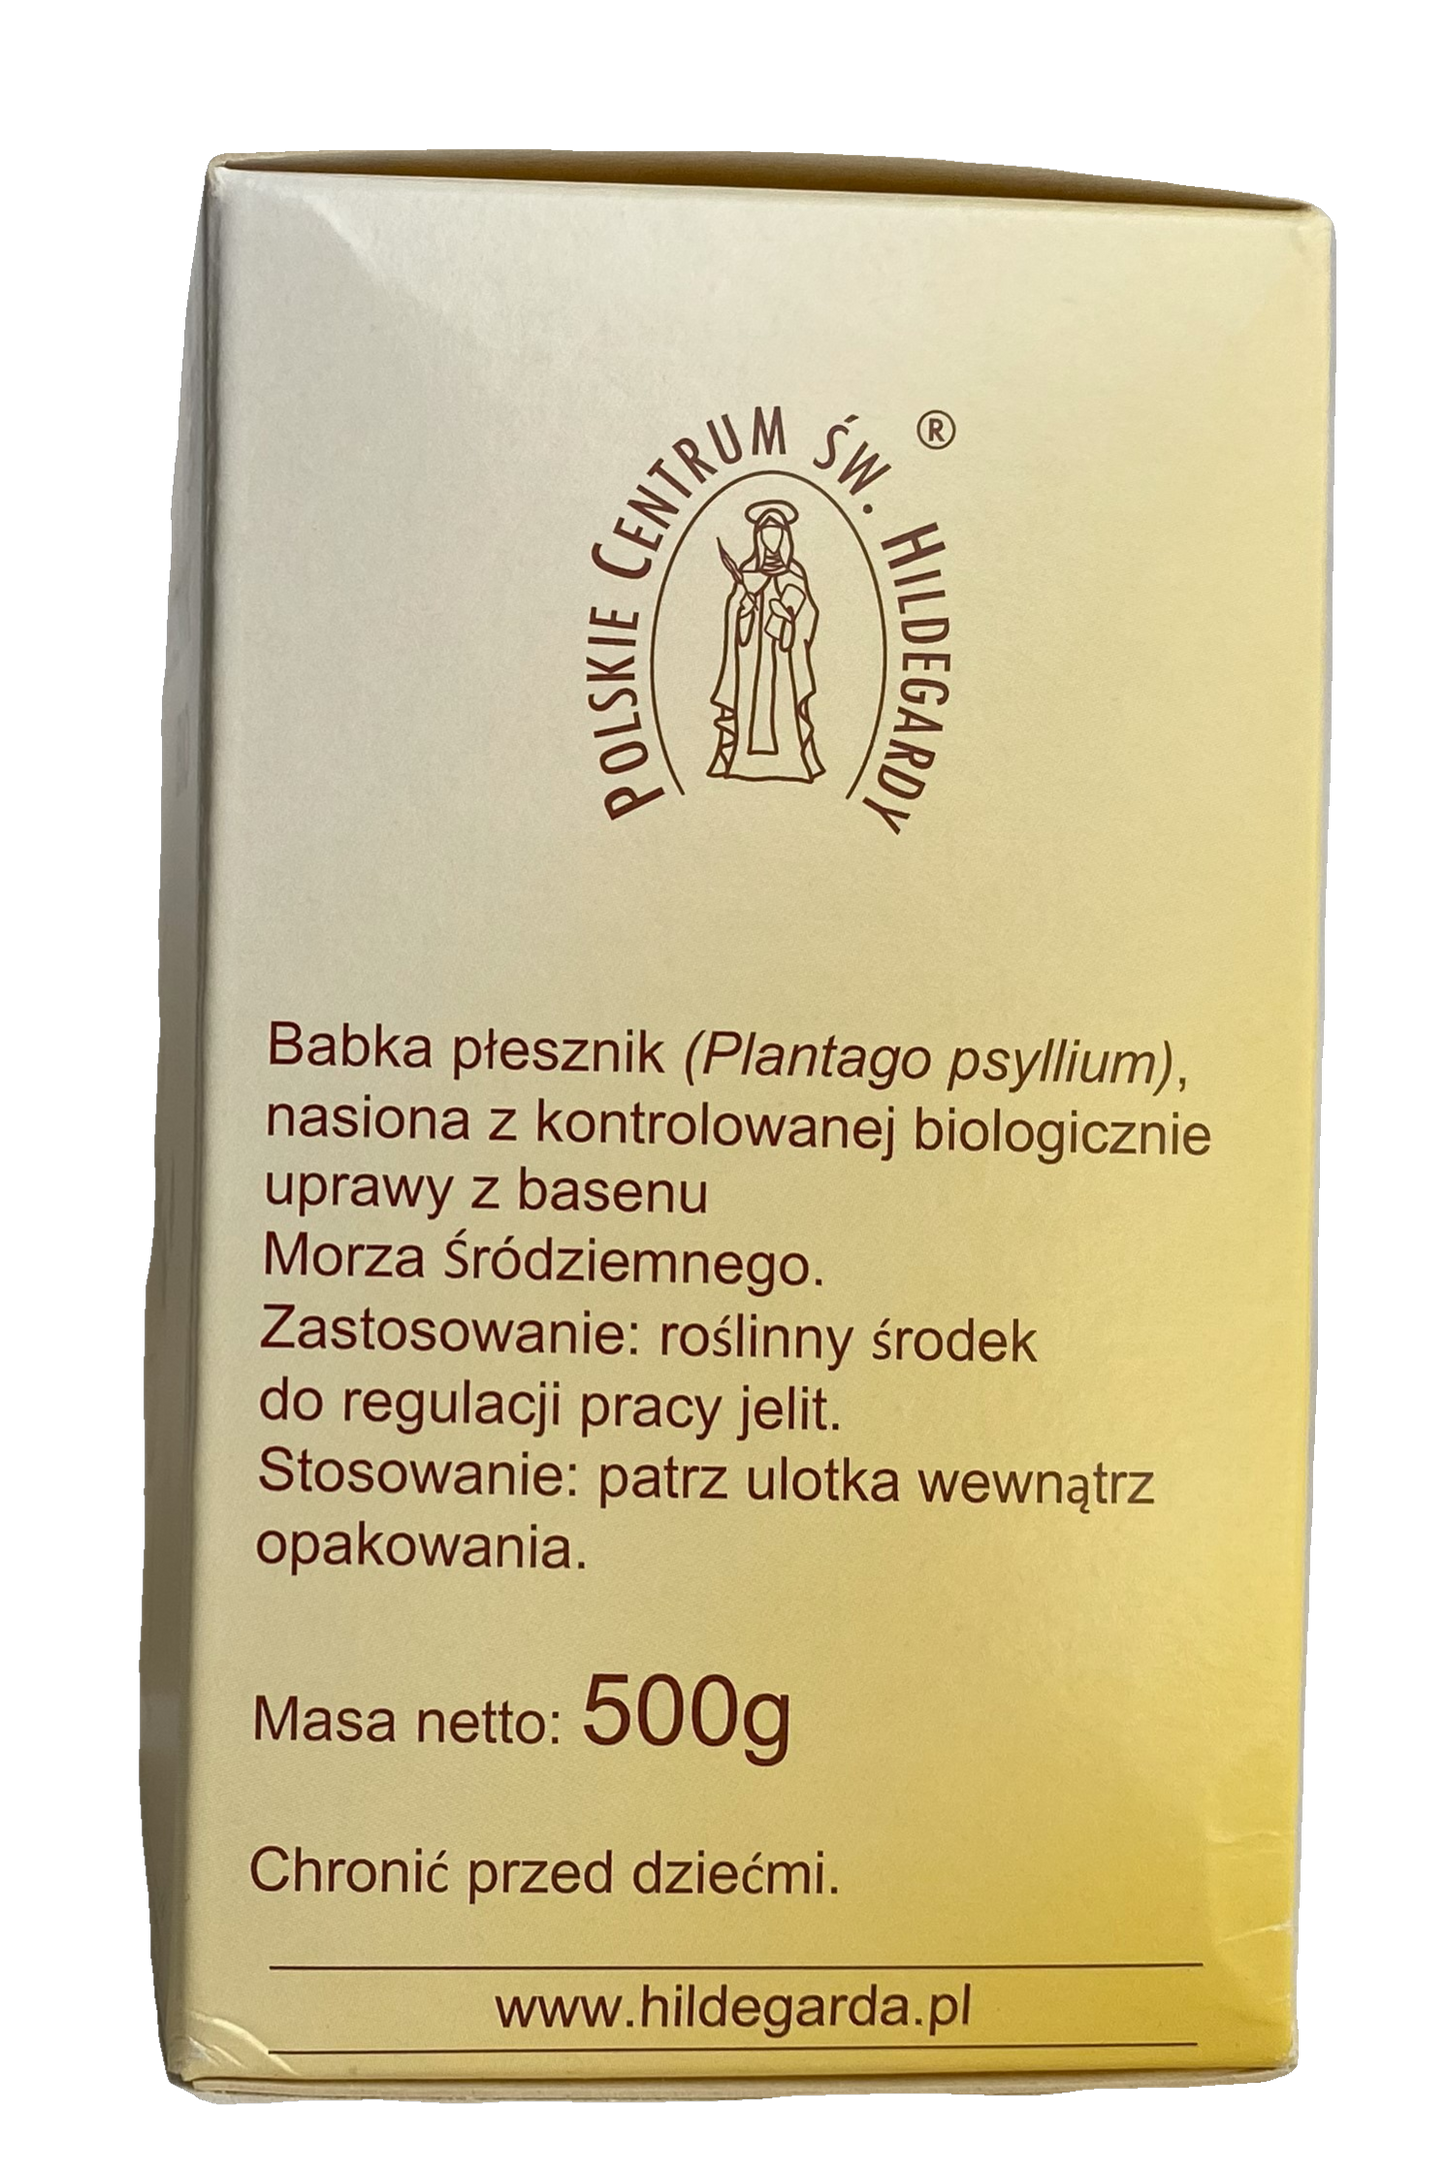 POLSKIE CENTRUM ŚW. HILDEGARDY ®
Babka płesznik (Plantago psyllium),
nasiona z kontrolowanej biologicznie
uprawy z basenu
Morza Śródziemnego.
Zastosowanie: roślinny środek
do regulacji pracy jelit.
Stosowanie: patrz ulotka wewnątrz
opakowania.
Masa netto: 500g
Chronić przed dziećmi.
www.hildegarda.pl